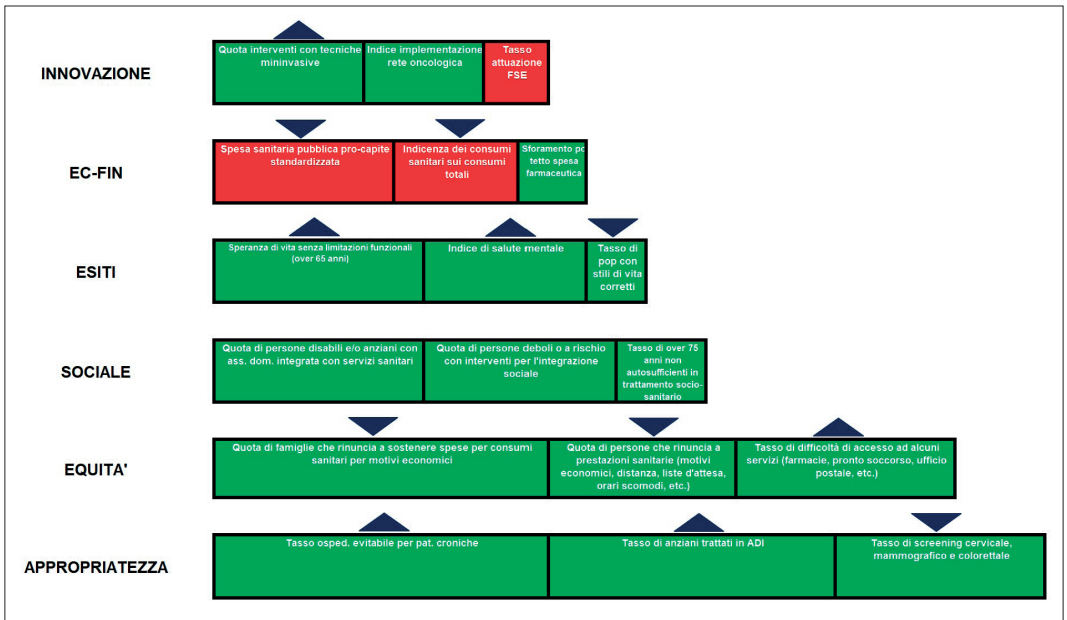 INNOVAZIONE
Quota interventi con tecniche
mininvasive
Indice implementazione
rete oncologica
Tasso
attuazione
FSE
EC-FIN
Spesa sanitaria pubblica pro-capite
standardizzata
Indicenza dei consumi
sanitari sui consumi
totali
Sforamento pc
tetto spesa
farmaceutica
ESITI
Speranza di vita senza limitazioni funzionali
(over 65 anni)
Indice di salute mentale
Tasso di
pop con
stili di vita
corretti
SOCIALE
Quota di persone disabili e/o anziani con
ass. dom. integrata con servizi sanitari
Quota di persone deboli o a rischio
con interventi per l'integrazione
sociale
Tasso di over 75
anni non
autosufficienti in
trattamento socio-
sanitario
EQUITA'
Quota di famiglie che rinuncia a sostenere spese per consumi
sanitari per motivi economici
Quota di persone che rinuncia a
prestazioni sanitarie (motivi
economici, distanza, liste d'attesa,
orari scomodi, etc.)
Tasso di difficoltà di accesso ad alcuni
servizi (farmacie, pronto soccorso, ufficio
postale, etc.)
APPROPRIATEZZA
Tasso osped. evitabile per pat. croniche
Tasso di anziani trattati in ADI
Tasso di screening cervicale,
mammografico e colorettale